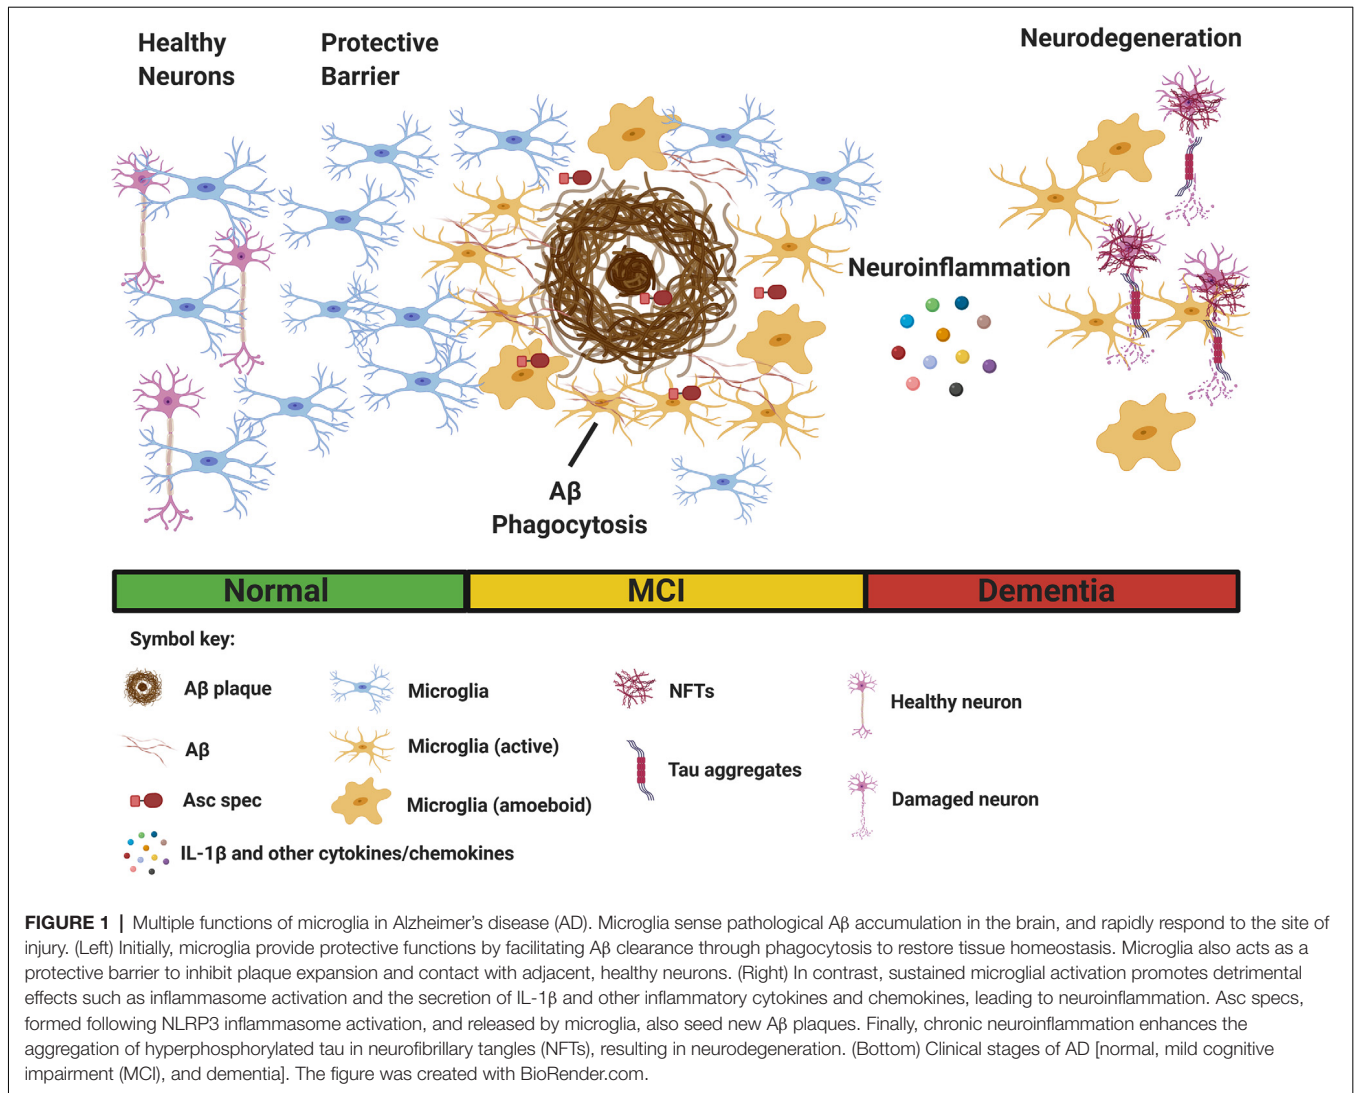 Healthy
Neurons
Protective
Barrier
Neurodegeneration
Neuroinflammation
Aβ
Phagocytosis
Normal
MCI
Dementia
Symbol key:
Aβ plaque
Microglia
NFTs
Healthy neuron
Aβ
Microglia (active)
Tau aggregates
Asc spec
Microglia (amoeboid)
Damaged neuron
IL-1β and other cytokines/chemokines
FIGURE 1 | Multiple functions of microglia in Alzheimer's disease (AD). Microglia sense pathological Aβ accumulation in the brain, and rapidly respond to the site of
injury. (Left) Initially, microglia provide protective functions by facilitating Aβ clearance through phagocytosis to restore tissue homeostasis. Microglia also acts as a
protective barrier to inhibit plaque expansion and contact with adjacent, healthy neurons. (Right) In contrast, sustained microglial activation promotes detrimental
effects such as inflammasome activation and the secretion of IL-1β and other inflammatory cytokines and chemokines, leading to neuroinflammation. Asc specs,
formed following NLRP3 inflammasome activation, and released by microglia, also seed new Aβ plaques. Finally, chronic neuroinflammation enhances the
aggregation of hyperphosphorylated tau in neurofibrillary tangles (NFTs), resulting in neurodegeneration. (Bottom) Clinical stages of AD [normal, mild cognitive
impairment (MCI), and dementia]. The figure was created with BioRender.com.